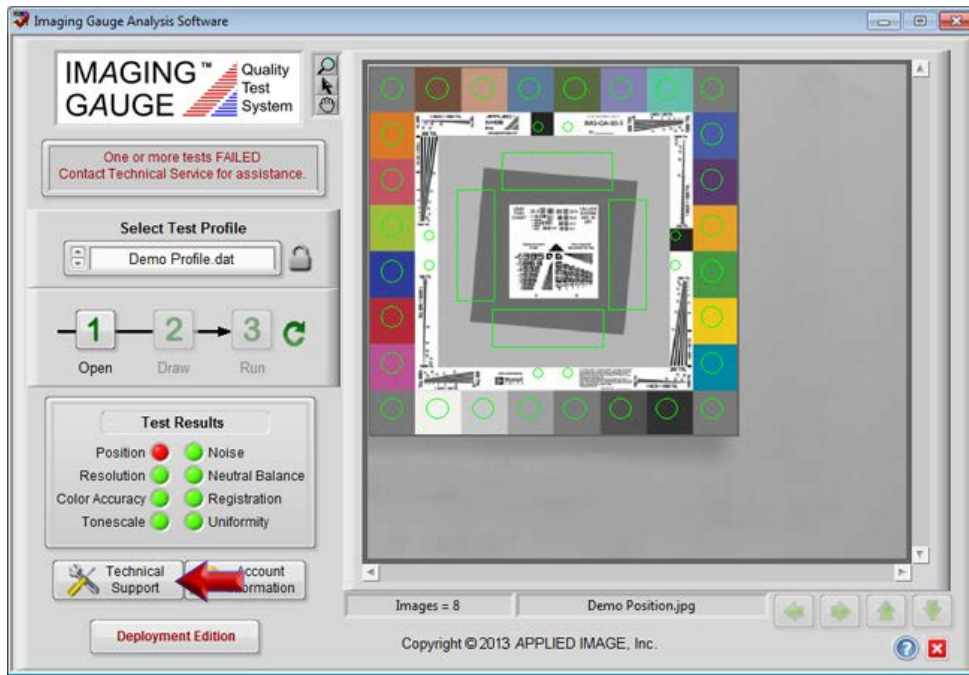 Imaging Gauge Analysis Software
IMAGING™
GAUGE
Quality
Test
System
One or more tests FAILED
Contact Technical Service for assistance.
Select Test Profile
Demo Profile.dat
1
2
3
Open
Draw
Run
Test Results
Position
Noise
Resolution
Neutral Balance
Color Accuracy
Registration
Tonescale
Uniformity
Technical
Support
Account
Deployment Edition
APPLIED
IMAGE
Images = 8
Demo Position.jpg
Copyright © 2013 APPLIED IMAGE, Inc.